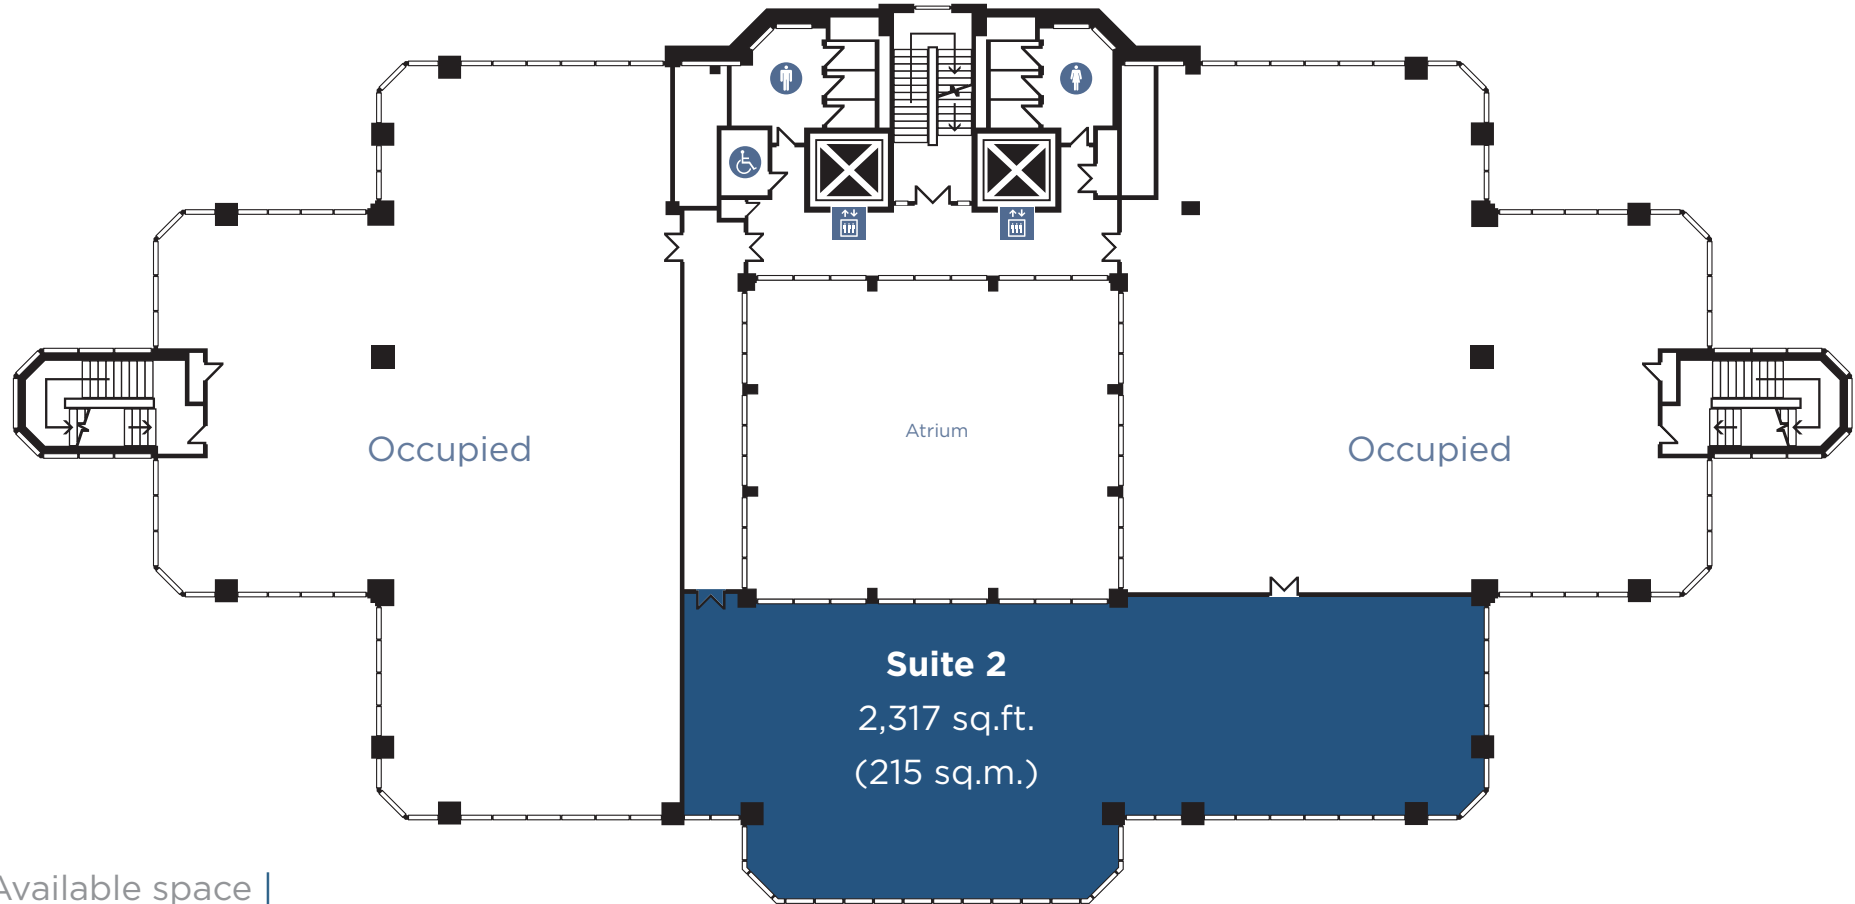 Atrium
Occupied
Occupied
Suite 2
2,317 sq.ft.
(215 sq.m.)
Available space |